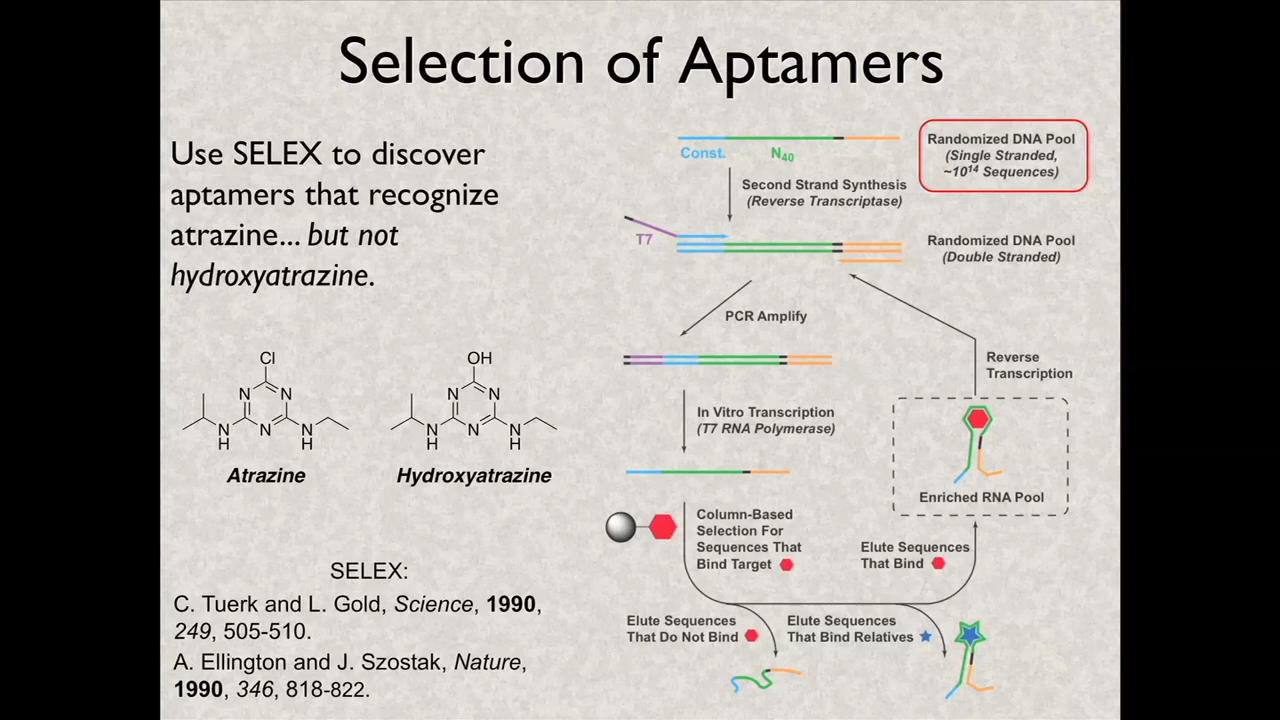 Selection of Aptamers
Use SELEX to discover
aptamers that recognize
atrazine... but not
hydroxyatrazine.
Cl
N
N
N
N
H
N
H
Atrazine
OH
N
N
N
N
H
N
H
Hydroxyatrazine
SELEX:
C. Tuerk and L. Gold, Science, 1990,
249, 505-510.
A. Ellington and J. Szostak, Nature,
1990, 346, 818-822.
Const.
N40
Randomized DNA Pool
(Single Stranded,
~10¹⁴ Sequences)
Second Strand Synthesis
(Reverse Transcriptase)
T7
Randomized DNA Pool
(Double Stranded)
PCR Amplify
In Vitro Transcription
(T7 RNA Polymerase)
Column-Based
Selection For
Sequences That
Bind Target
Elute Sequences
That Do Not Bind
Elute Sequences
That Bind Relatives
Elute Sequences
That Bind
Enriched RNA Pool
Reverse
Transcription